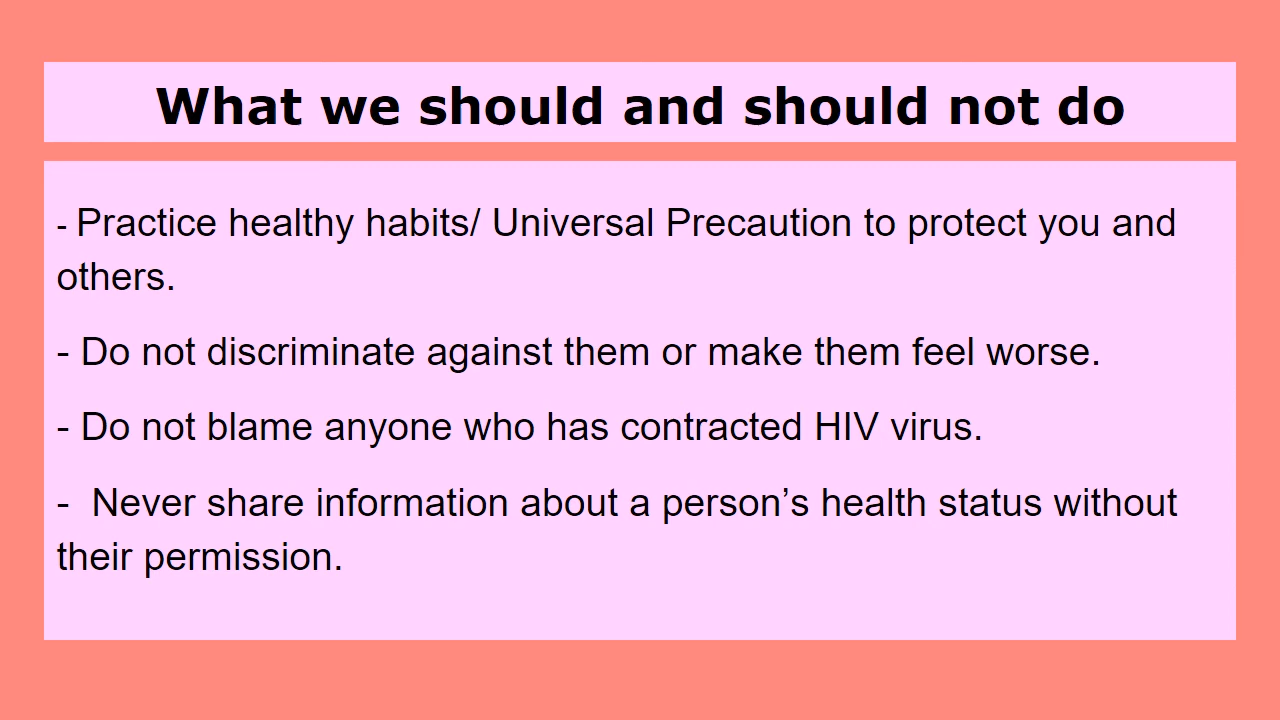 What we should and should not do
- Practice healthy habits/ Universal Precaution to protect you and
others.
- Do not discriminate against them or make them feel worse.
- Do not blame anyone who has contracted HIV virus.
-  Never share information about a person’s health status without
their permission.